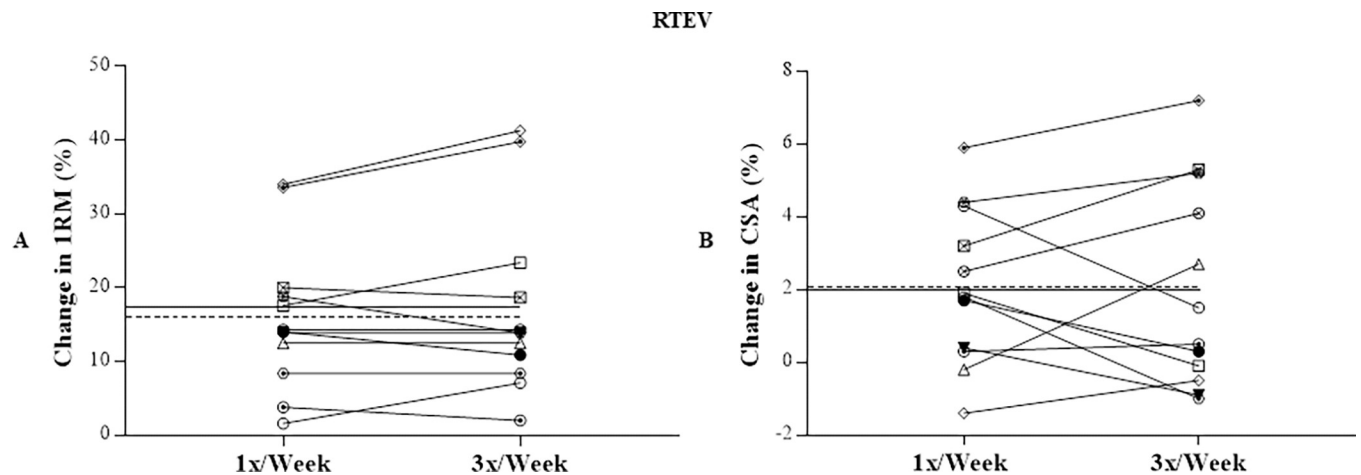 RTEV
A
Change in 1RM (%)
50
40
30
20
10
0
1x/Week
3x/Week
B
Change in CSA (%)
8
6
4
2
0
-2
1x/Week
3x/Week